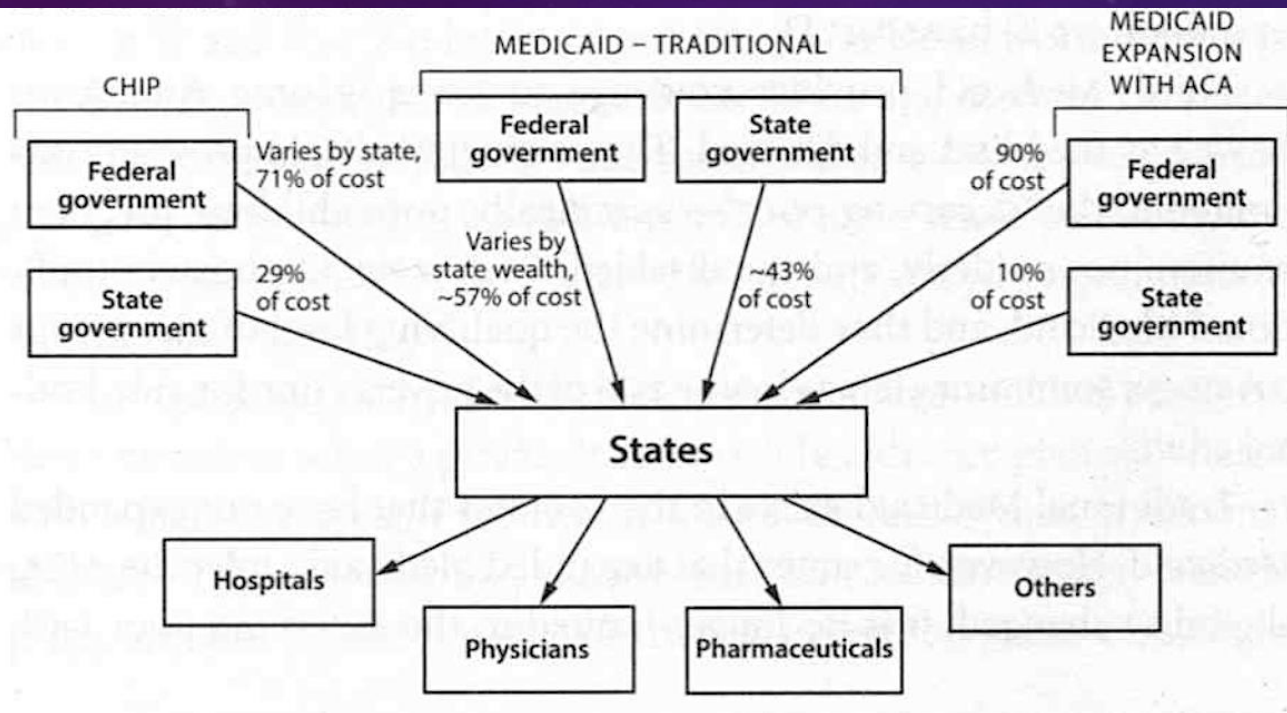 CHIP
Federal
government
Varies by state,
71% of cost
State
government
29%
of cost
MEDICAID – TRADITIONAL
Federal
government
Varies by
state wealth,
~57% of cost
State
government
~43%
of cost
MEDICAID
EXPANSION
WITH ACA
90%
of cost
Federal
government
10%
of cost
State
government
States
Hospitals
Physicians
Pharmaceuticals
Others